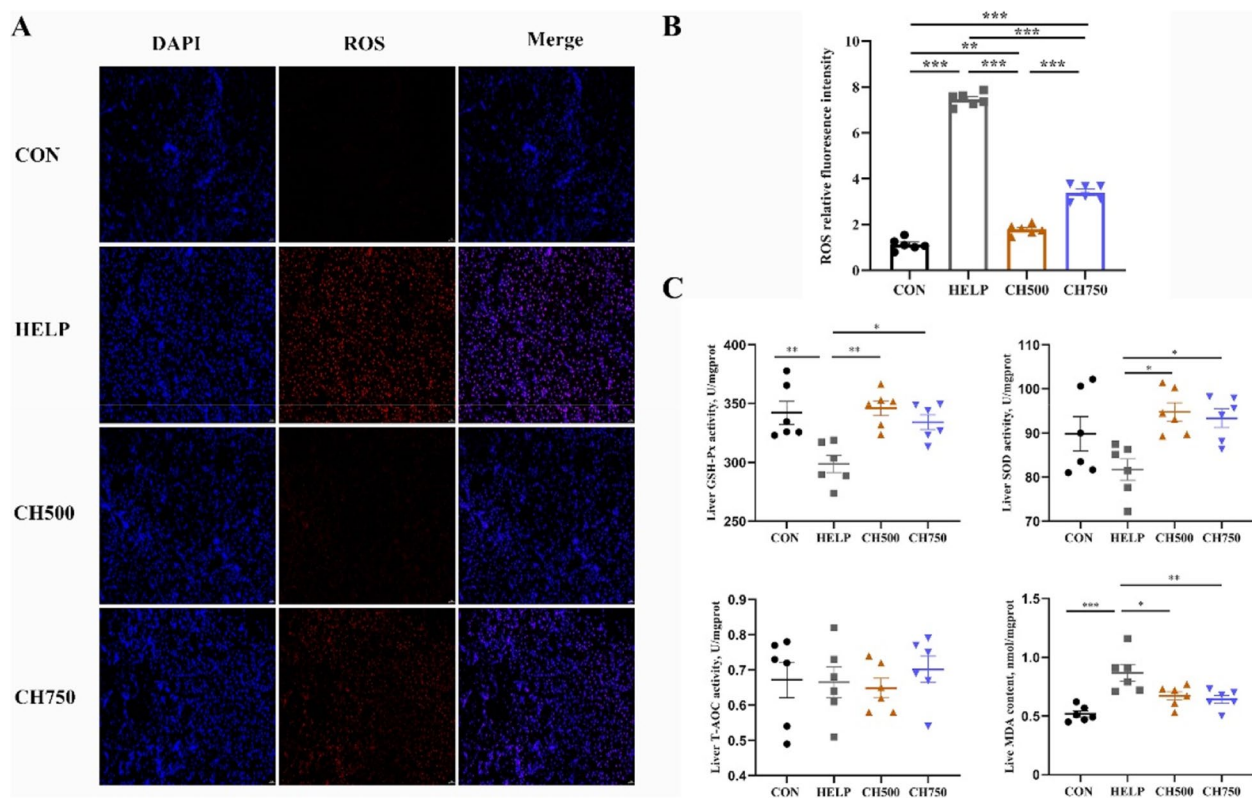 A
DAPI ROS Merge
CON
HELP
CH500
CH750
B
***
***
**
*** *** ***
ROS relative fluoresence intensity
10
8
6
4
2
0
CON HELP CH500 CH750
C
Liver GSH-Px activity, U/mgprot
400
350
300
250
*
** **
CON HELP CH500 CH750
Liver SOD activity, U/mgprot
110
100
90
80
70
*
*
CON HELP CH500 CH750
Liver T-AOC activity, U/mgprot
0.9
0.8
0.7
0.6
0.5
0.4
CON HELP CH500 CH750
Live MDA content, nmol/mgprot
1.5
1.0
0.5
0.0
**
*** *
CON HELP CH500 CH750